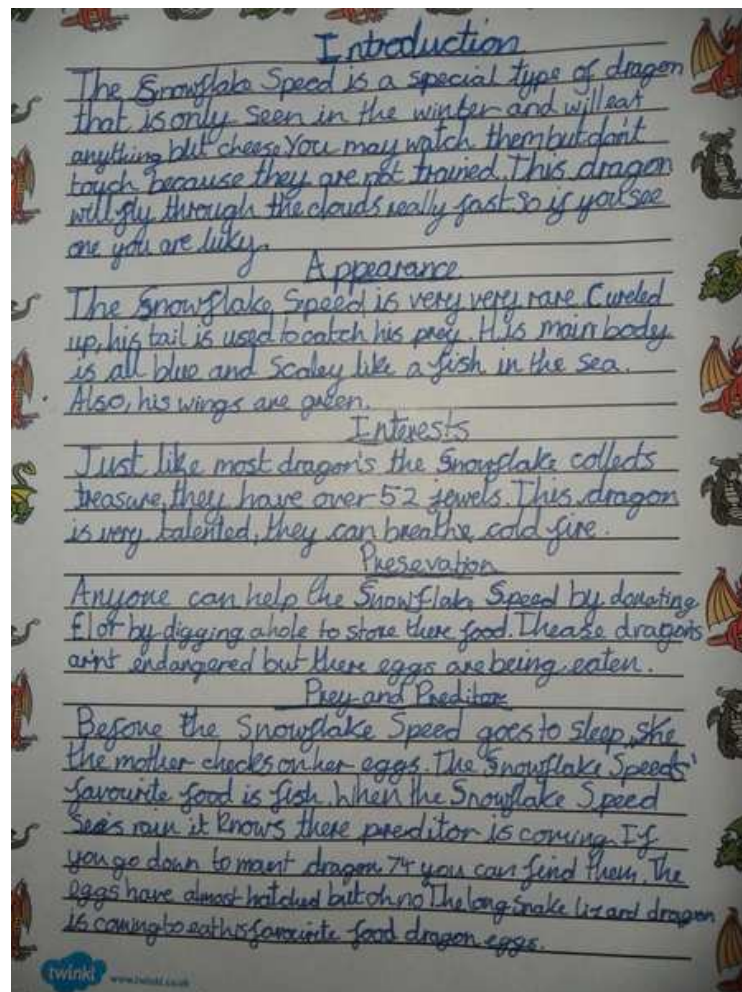 Introduction
The Snowflake Speed is a special type of dragon
that is only seen in the winter and will eat
anything but cheese. You may watch them but don't
touch because they are not trained. This dragon
will fly through the clouds really fast so if you see
one you are luky.
Appearance
The Snowflake Speed is very very rare. Cureled
up, his tail is used to catch his prey. His main body
is all blue and Scaley like a fish in the sea.
Also, his wings are green.
Interests
Just like most dragon's the Snowflake collects
treasure, they have over 52 jewels. This dragon
is very talented, they can breathe cold fire.
Presevation
Anyone can help the Snowflake Speed by donating
£1 or by digging a hole to store there food. Thease dragons
arn't endangered but there eggs are being eaten.
Prey and Preditor
Before the Snowflake Speed goes to sleep, she
the mother checks on her eggs. The Snowflake Speeds'
favourite food is fish. When the Snowflake Speed
sees rain it knows there preditor is coming. If
you go down to dragon 74 you can find them. The
eggs have almost hatched but oh no The long snake lizard dragon
is coming to eat his favourite food dragon eggs.
twinkl www.twinkl.co.uk